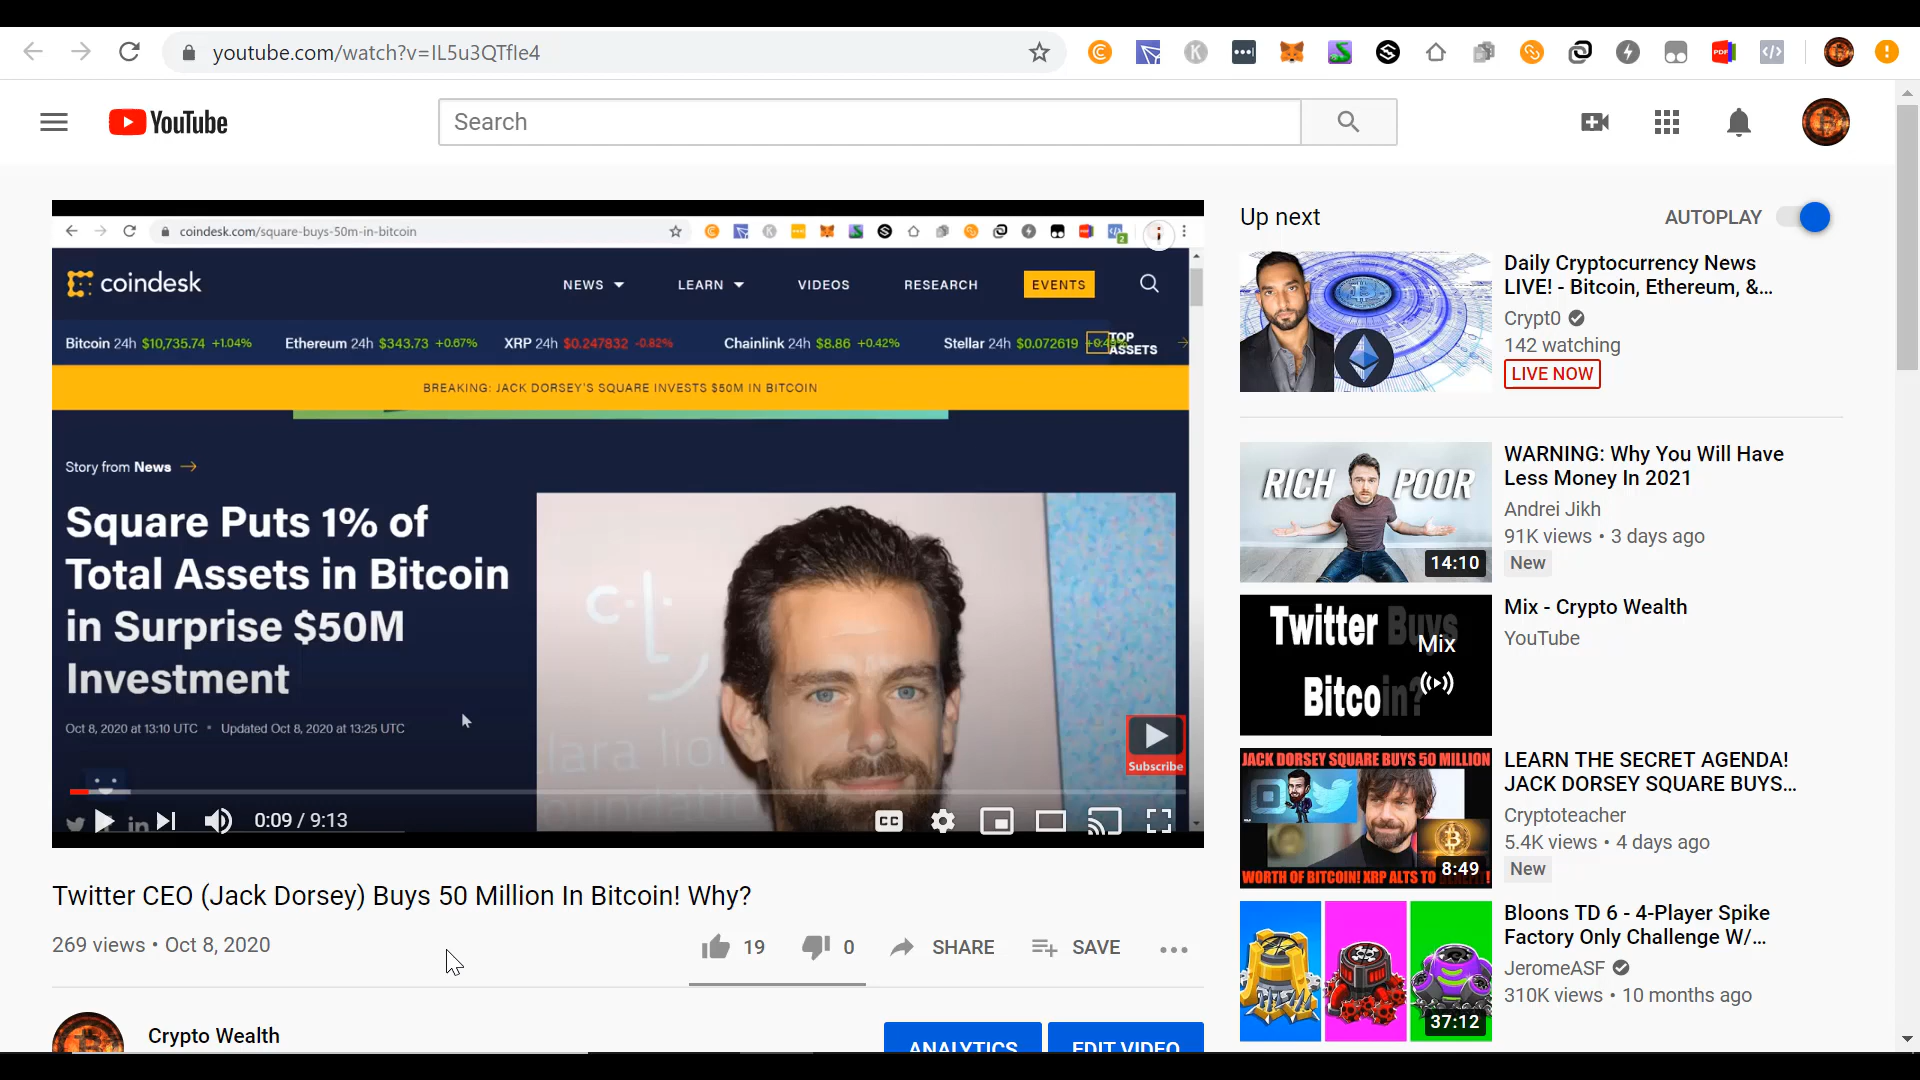 youtube.com/watch?v=IL5u3QTfIe4
PDF
YouTube
Search
coindesk.com/square-buys-50m-in-bitcoin
coindesk
NEWS
LEARN
VIDEOS
RESEARCH
EVENTS
Bitcoin 24h $10,735.74 +1.04%
Ethereum 24h $343.73 +0.67%
XRP 24h $0.247832 -0.82%
Chainlink 24h $8.86 +0.42%
Stellar 24h $0.072619
TOP
ASSETS
BREAKING: JACK DORSEY'S SQUARE INVESTS $50M IN BITCOIN
Story from News
Square Puts 1% of
Total Assets in Bitcoin
in Surprise $50M
Investment
Oct 8, 2020 at 13:10 UTC • Updated Oct 8, 2020 at 13:25 UTC
Subscribe
0:09 / 9:13
CC
Twitter CEO (Jack Dorsey) Buys 50 Million In Bitcoin! Why?
269 views • Oct 8, 2020
19
0
SHARE
SAVE
Crypto Wealth
ANALYTICS
EDIT VIDEO
Up next
AUTOPLAY
Daily Cryptocurrency News
LIVE! - Bitcoin, Ethereum, &...
Crypt0
142 watching
LIVE NOW
RICH POOR
14:10
WARNING: Why You Will Have
Less Money In 2021
Andrei Jikh
91K views • 3 days ago
New
Twitter Buys
Bitcoin?
Mix
Mix - Crypto Wealth
YouTube
JACK DORSEY SQUARE BUYS 50 MILLION
WORTH OF BITCOIN! XRP ALTS TO
8:49
LEARN THE SECRET AGENDA!
JACK DORSEY SQUARE BUYS...
Cryptoteacher
5.4K views • 4 days ago
New
37:12
Bloons TD 6 - 4-Player Spike
Factory Only Challenge W/...
JeromeASF
310K views • 10 months ago